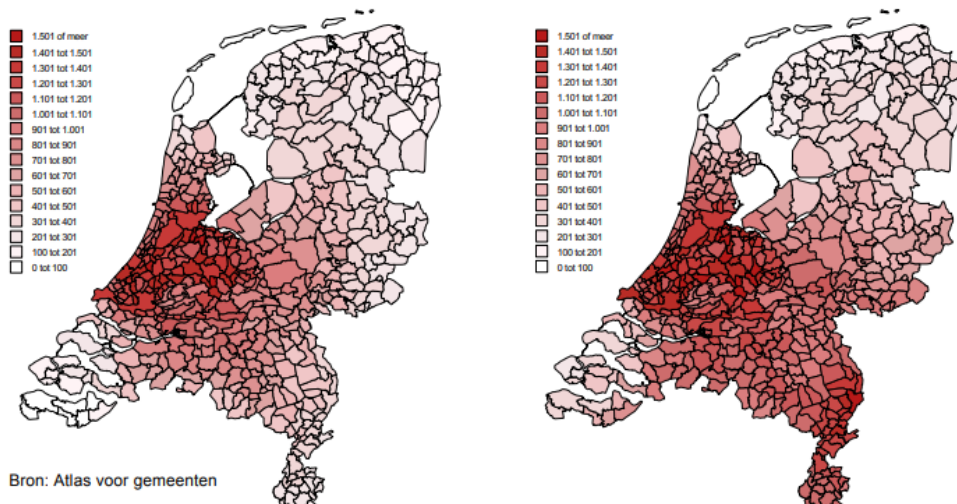 1.501 of meer
1.401 tot 1.501
1.301 tot 1.401
1.201 tot 1.301
1.101 tot 1.201
1.001 tot 1.101
901 tot 1.001
801 tot 901
701 tot 801
601 tot 701
501 tot 601
401 tot 501
301 tot 401
201 tot 301
100 tot 201
0 tot 100
1.501 of meer
1.401 tot 1.501
1.301 tot 1.401
1.201 tot 1.301
1.101 tot 1.201
1.001 tot 1.101
901 tot 1.001
801 tot 901
701 tot 801
601 tot 701
501 tot 601
401 tot 501
301 tot 401
201 tot 301
100 tot 201
0 tot 100
Bron: Atlas voor gemeenten